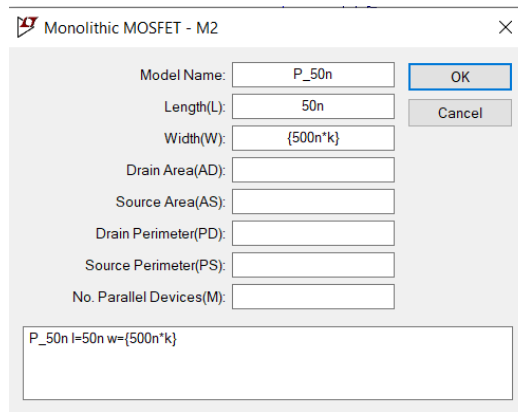 Monolithic MOSFET - M2
Model Name: P_50n OK
Length(L): 50n Cancel
Width(W): {500n*k}
Drain Area(AD):
Source Area(AS):
Drain Perimeter(PD):
Source Perimeter(PS):
No. Parallel Devices(M):
P_50n l=50n w={500n*k}